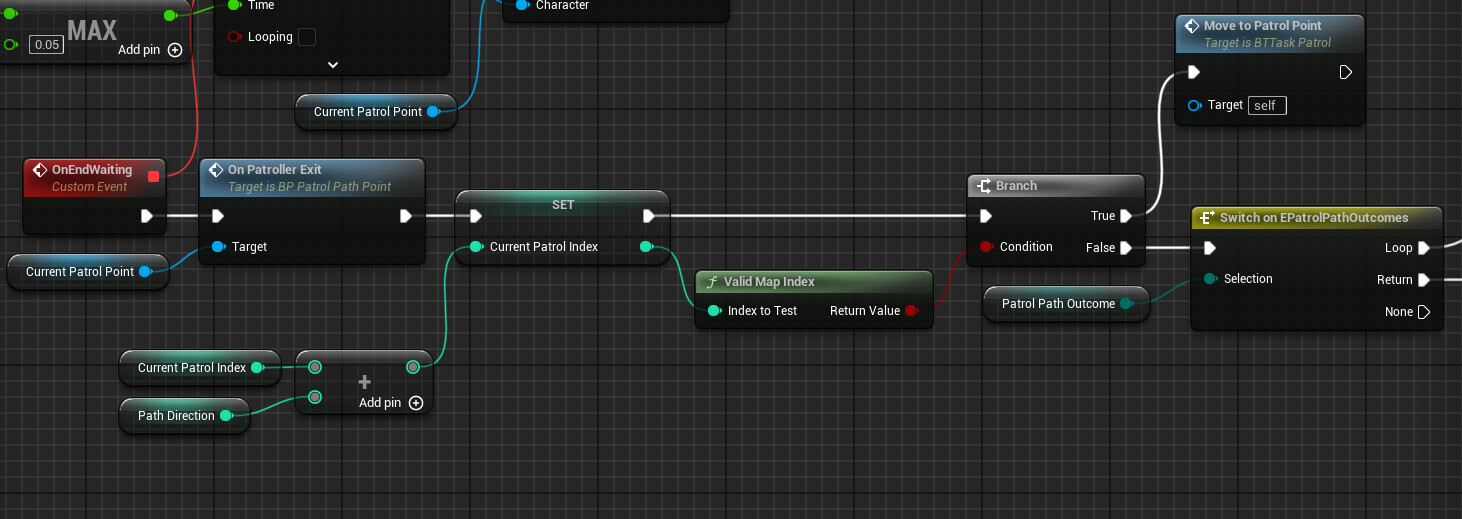 Time
Character
0.05
MAX
Add pin
Looping
Move to Patrol Point
Target is BTTask Patrol
Target
self
Current Patrol Point
OnEndWaiting
Custom Event
On Patroller Exit
Target is BP Patrol Path Point
Target
Current Patrol Point
SET
Current Patrol Index
Branch
True
Condition
False
Switch on EPatrolPathOutcomes
Loop
Selection
Return
None
Valid Map Index
Index to Test
Return Value
Patrol Path Outcome
Current Patrol Index
Path Direction
+
Add pin